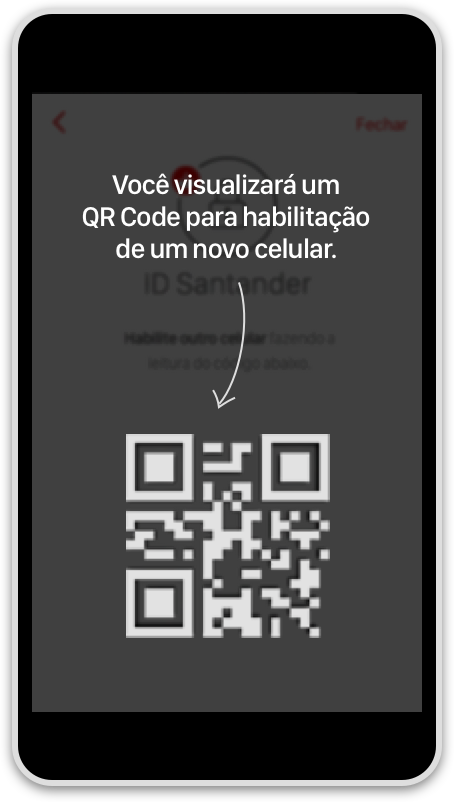 Fechar
Você visualizará um
QR Code para habilitação
de um novo celular.
ID Santander
Habilite outro celular fazendo a
leitura do código abaixo.